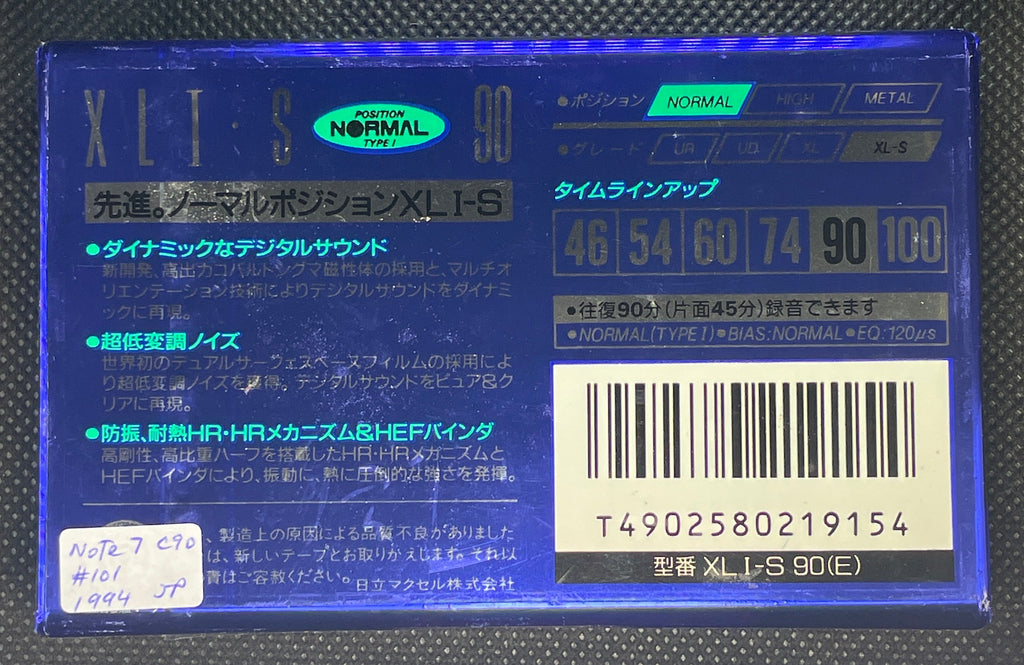 XLI・S
POSITION
NORMAL
TYPE I
90
先進。ノーマルポジションXL I-S
●ダイナミックなデジタルサウンド
新開発、高出力コバルトシグマ磁性体の採用と、マルチオ
リエンテーション技術によりデジタルサウンドをダイナミ
ックに再現。
●超低変調ノイズ
世界初のデュアルサーフェスベースフィルムの採用によ
り超低変調ノイズを獲得。デジタルサウンドをピュア&ク
リアに再現。
●防振、耐熱HR・HRメカニズム&HEFバインダ
高剛性、高比重ハーフを搭載したHR・HRメカニズムと
HEFバインダにより、振動に、熱に圧倒的な強さを発揮。
、製造上の原因による品質不良がありました
は、新しいテープとお取りかえします。それ以
責はご容赦ください。
日立マクセル株式会社
NoTe 7 C90
#101
1994 JP
●ポジション NORMAL HIGH METAL
●グレード UR UD XL XL-S
タイムラインアップ
46 54 60 74 90 100
●往復90分(片面45分)録音できます
●NORMAL(TYPE I)●BIAS:NORMAL●EQ:120μs
T4902580219154
型番 XL I-S 90(E)